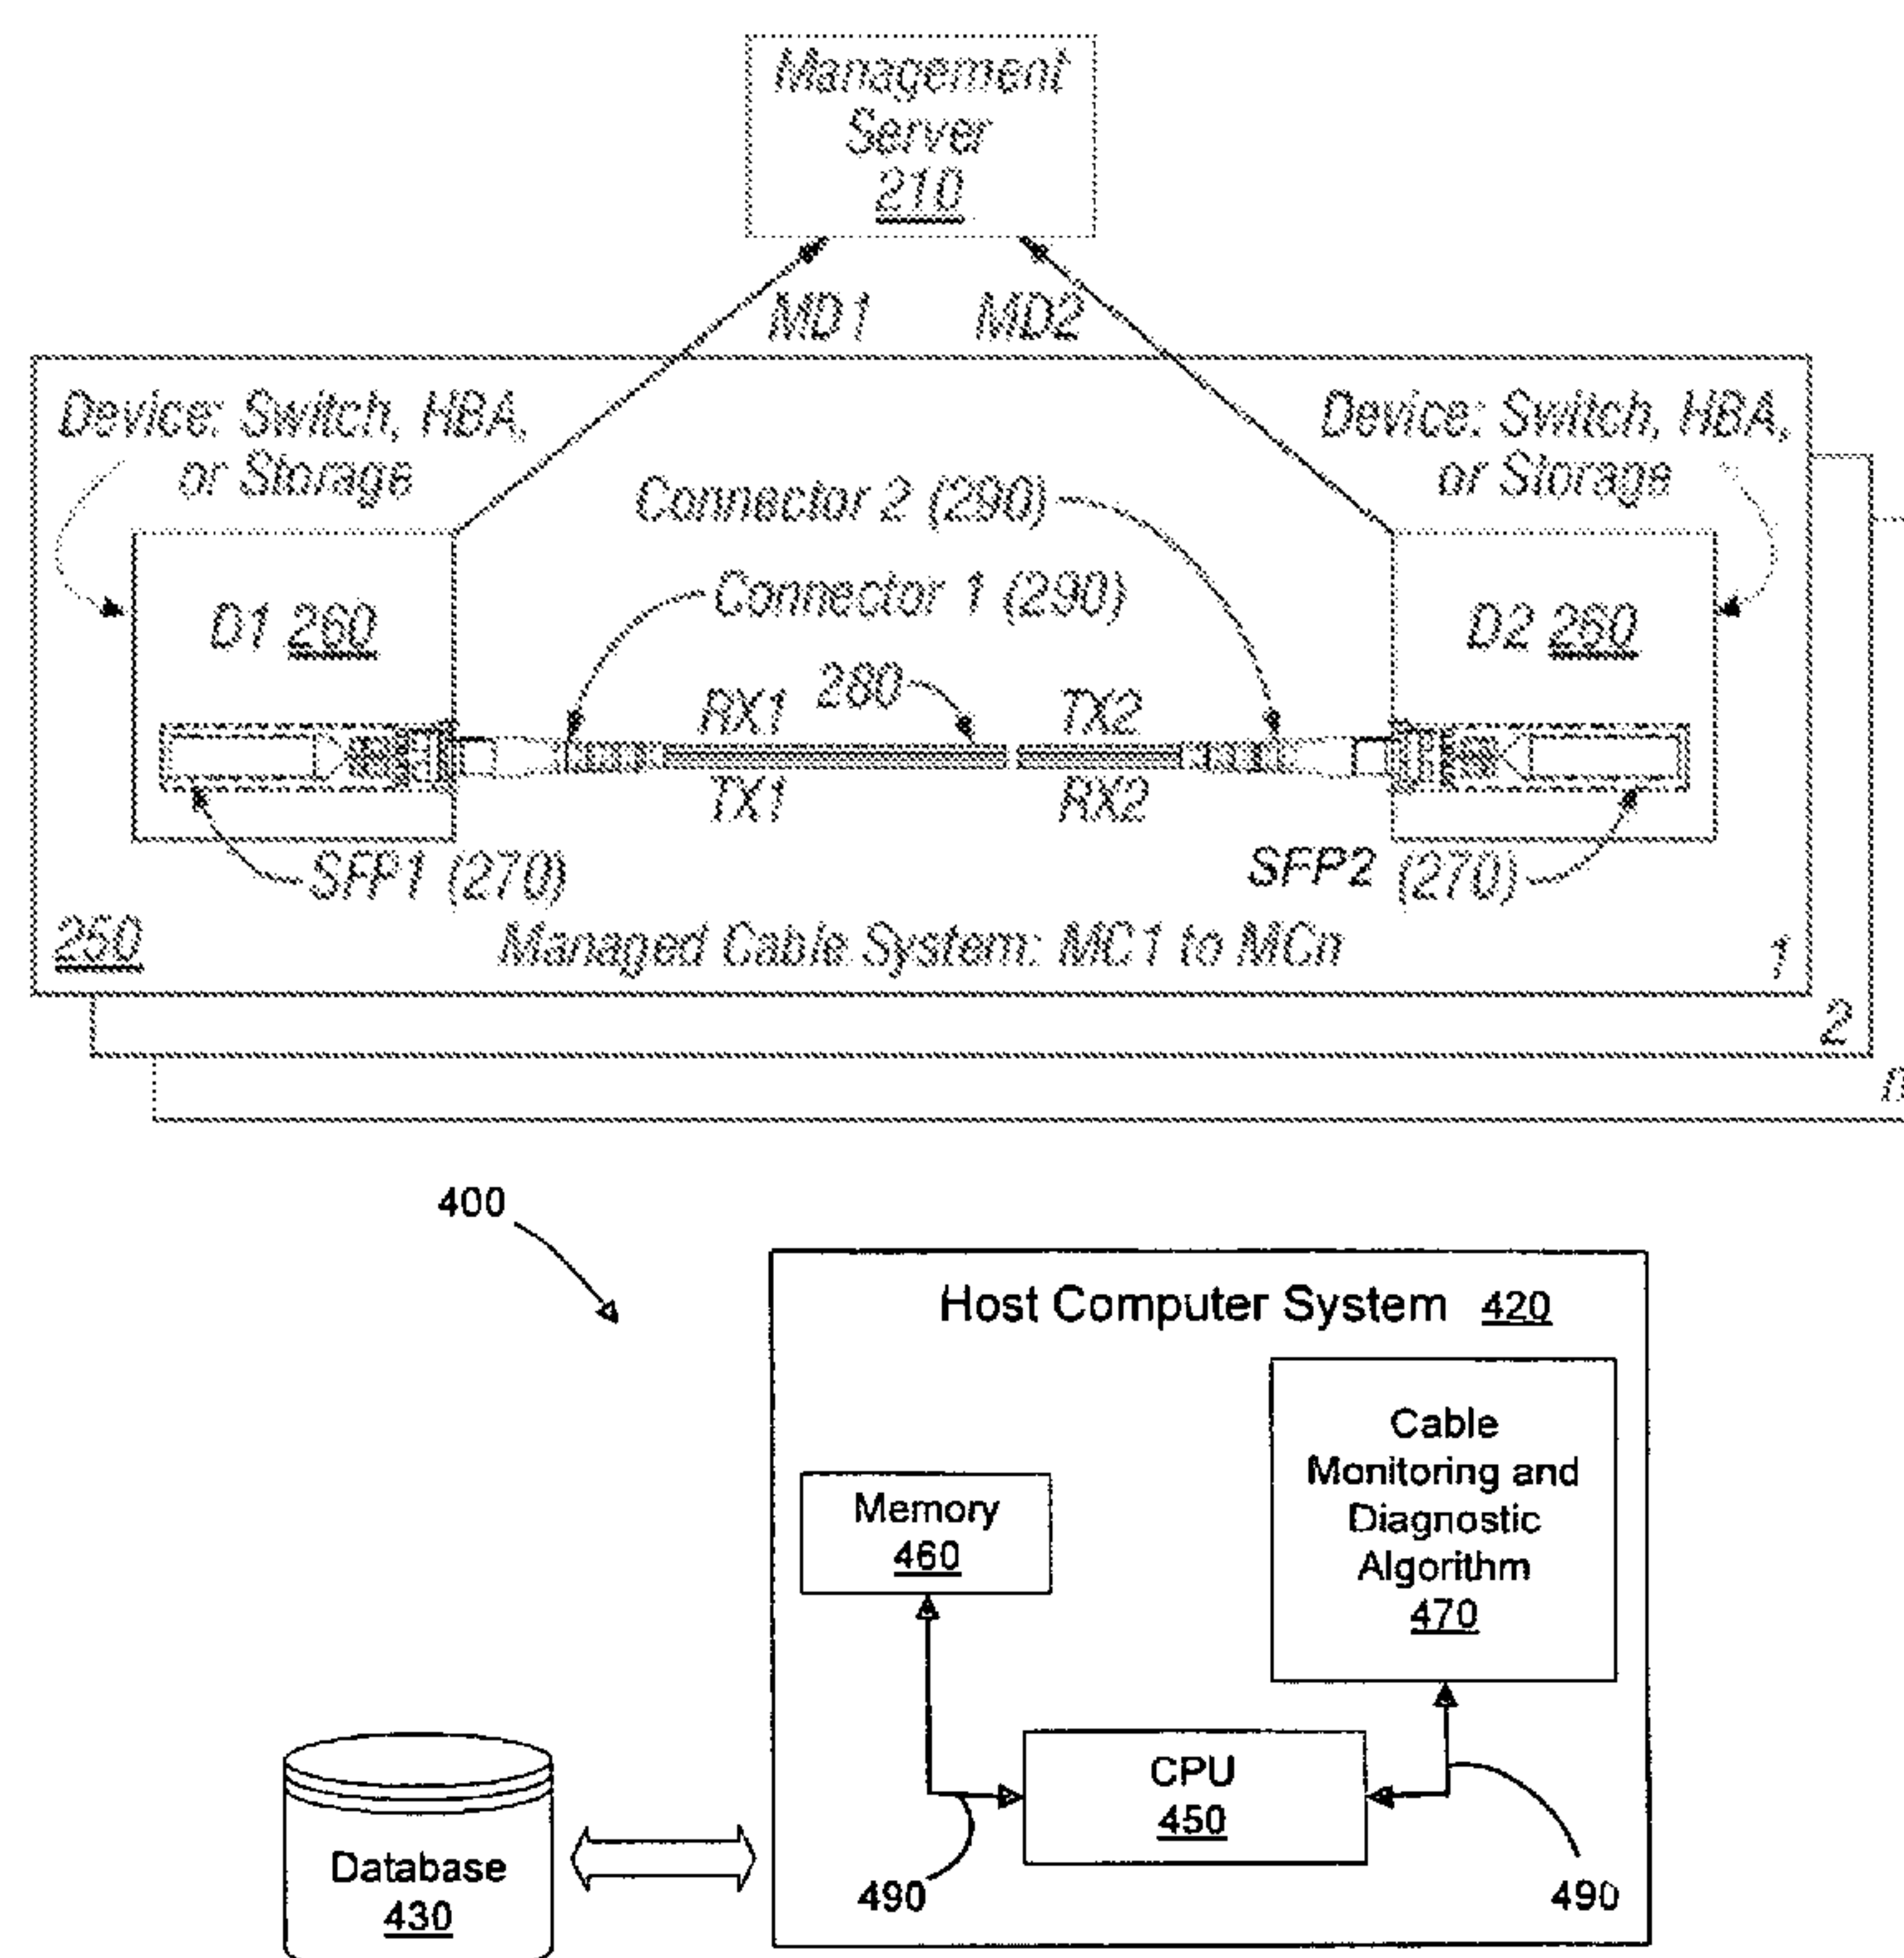 Management
Server
210
MD1 MD2
Device: Switch, HBA,
or Storage
Device: Switch, HBA,
or Storage
Connector 2 (290)
Connector 1 (290)
D1 260
D2 260
RX1 280 TX2
TX1 RX2
SFP1 (270)
SFP2 (270)
250
Managed Cable System: MC1 to MCn
1
2
n
400
Host Computer System 420
Cable
Monitoring and
Diagnostic
Algorithm
470
Memory
460
CPU
450
Database
430
490
490